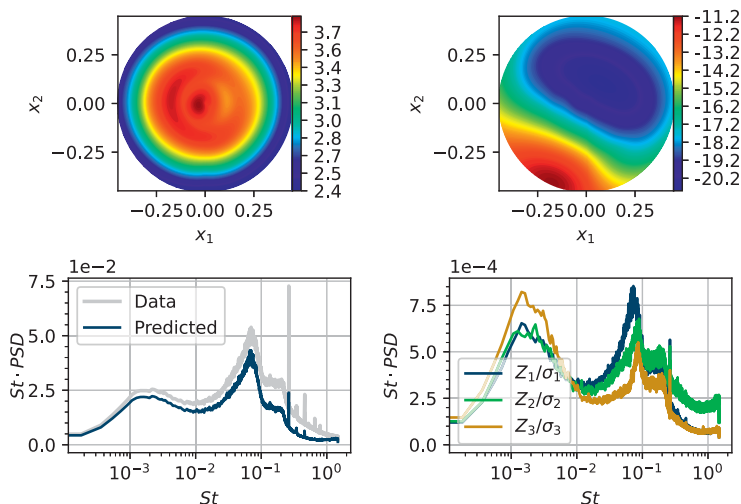 0.25
0.00
−0.25
x2
−0.25 0.00 0.25
x1
3.7
3.6
3.4
3.3
3.1
3.0
2.8
2.7
2.5
2.4
0.25
0.00
−0.25
x2
−0.25 0.00 0.25
x1
-11.2
-12.2
-13.2
-14.2
-15.2
-16.2
-17.2
-18.2
-19.2
-20.2
1e−2
7.5
5.0
2.5
0.0
St · PSD
Data
Predicted
10−3 10−2 10−1 100
St
1e−4
7.5
5.0
2.5
0.0
St · PSD
Z1/σ1
Z2/σ2
Z3/σ3
10−3 10−2 10−1 100
St